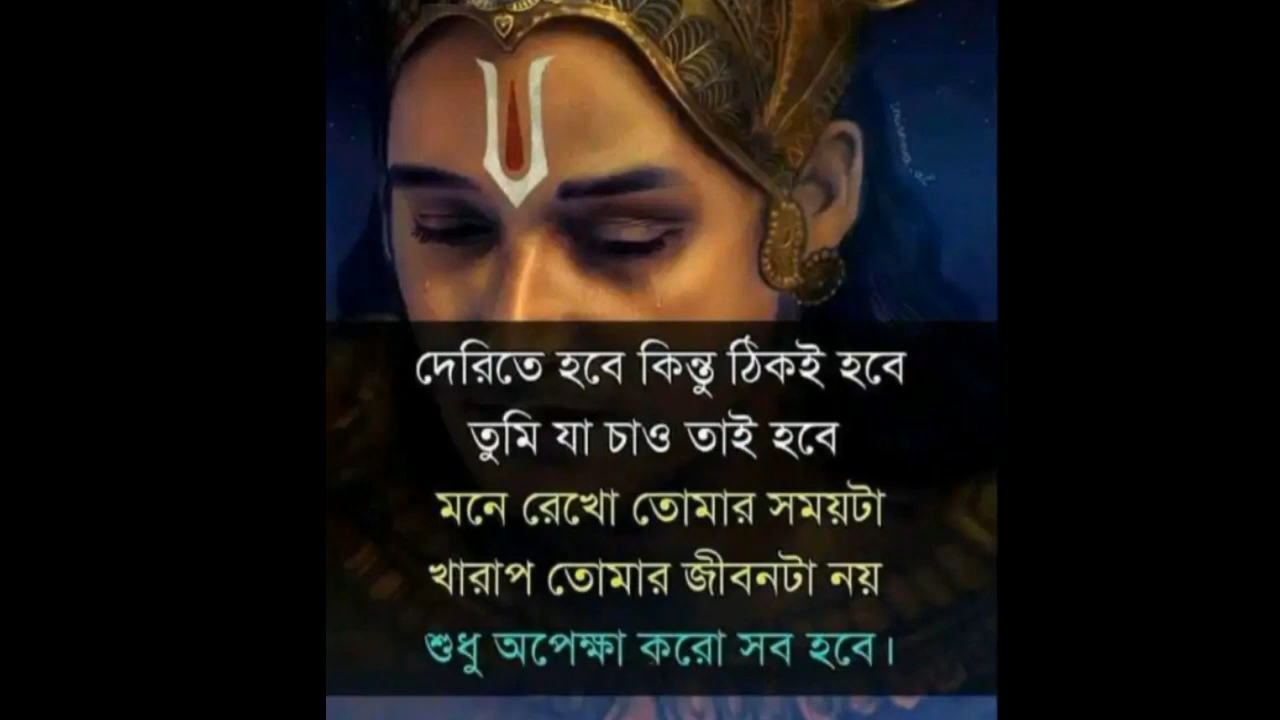 দেরিতে হবে কিন্তু ঠিকই হবে
তুমি যা চাও তাই হবে
মনে রেখো তোমার সময়টা
খারাপ তোমার জীবনটা নয়
শুধু অপেক্ষা করো সব হবে।